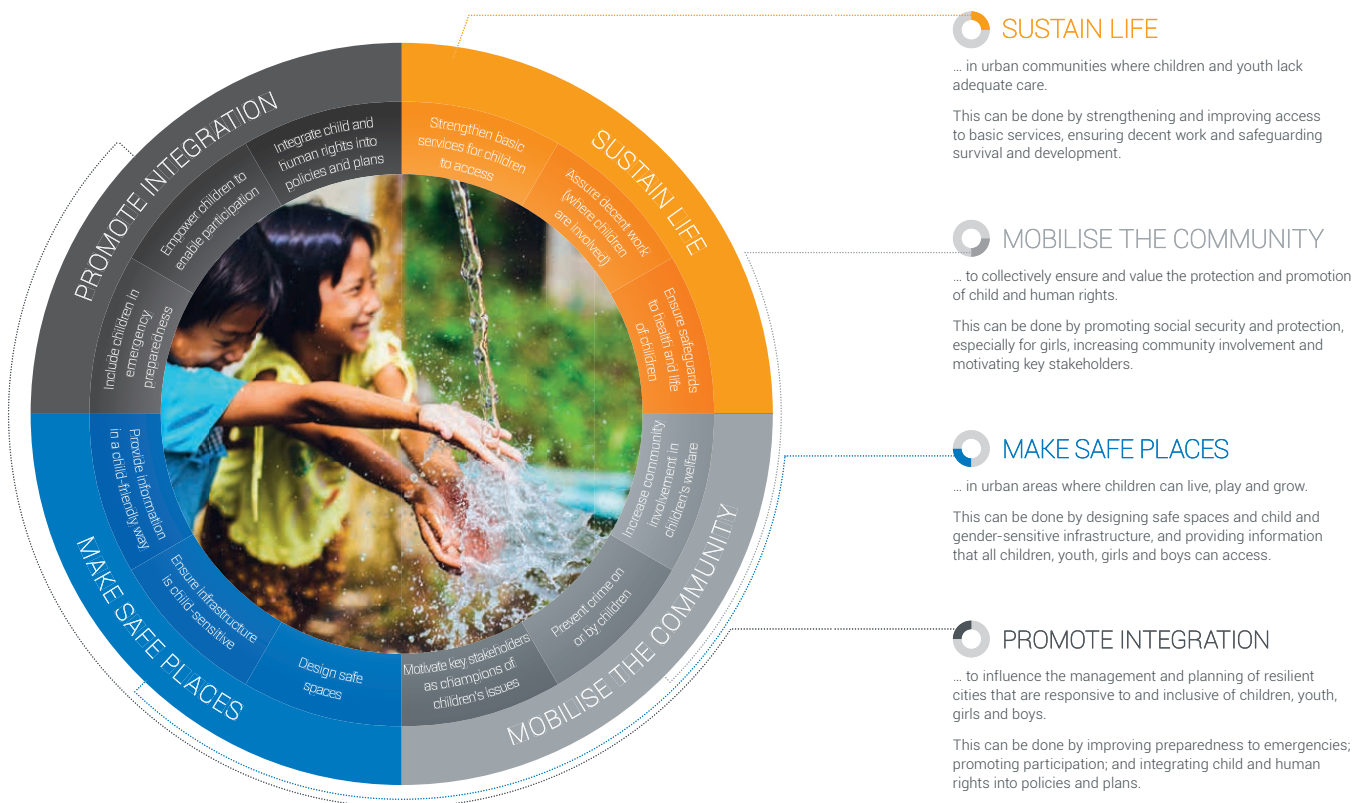 PROMOTE INTEGRATION
Integrate child and
human rights into
policies and plans
Empower children to
enable participation
Include children in
emergency
preparedness
SUSTAIN LIFE
Strengthen basic
services for children
to access
Assure decent work
(where children
are involved)
Ensure safeguards
to health and life
of children
MOBILISE THE COMMUNITY
Increase community
involvement in
children's welfare
Prevent crime on
or by children
Motivate key stakeholders
as champions of
children's issues
MAKE SAFE PLACES
Design safe
spaces
Ensure infrastructure
is child-sensitive
Provide information
in a child-friendly way
SUSTAIN LIFE
... in urban communities where children and youth lack
adequate care.
This can be done by strengthening and improving access
to basic services, ensuring decent work and safeguarding
survival and development.
MOBILISE THE COMMUNITY
... to collectively ensure and value the protection and promotion
of child and human rights.
This can be done by promoting social security and protection,
especially for girls, increasing community involvement and
motivating key stakeholders.
MAKE SAFE PLACES
... in urban areas where children can live, play and grow.
This can be done by designing safe spaces and child and
gender-sensitive infrastructure, and providing information
that all children, youth, girls and boys can access.
PROMOTE INTEGRATION
... to influence the management and planning of resilient
cities that are responsive to and inclusive of children, youth,
girls and boys.
This can be done by improving preparedness to emergencies;
promoting participation; and integrating child and human
rights into policies and plans.